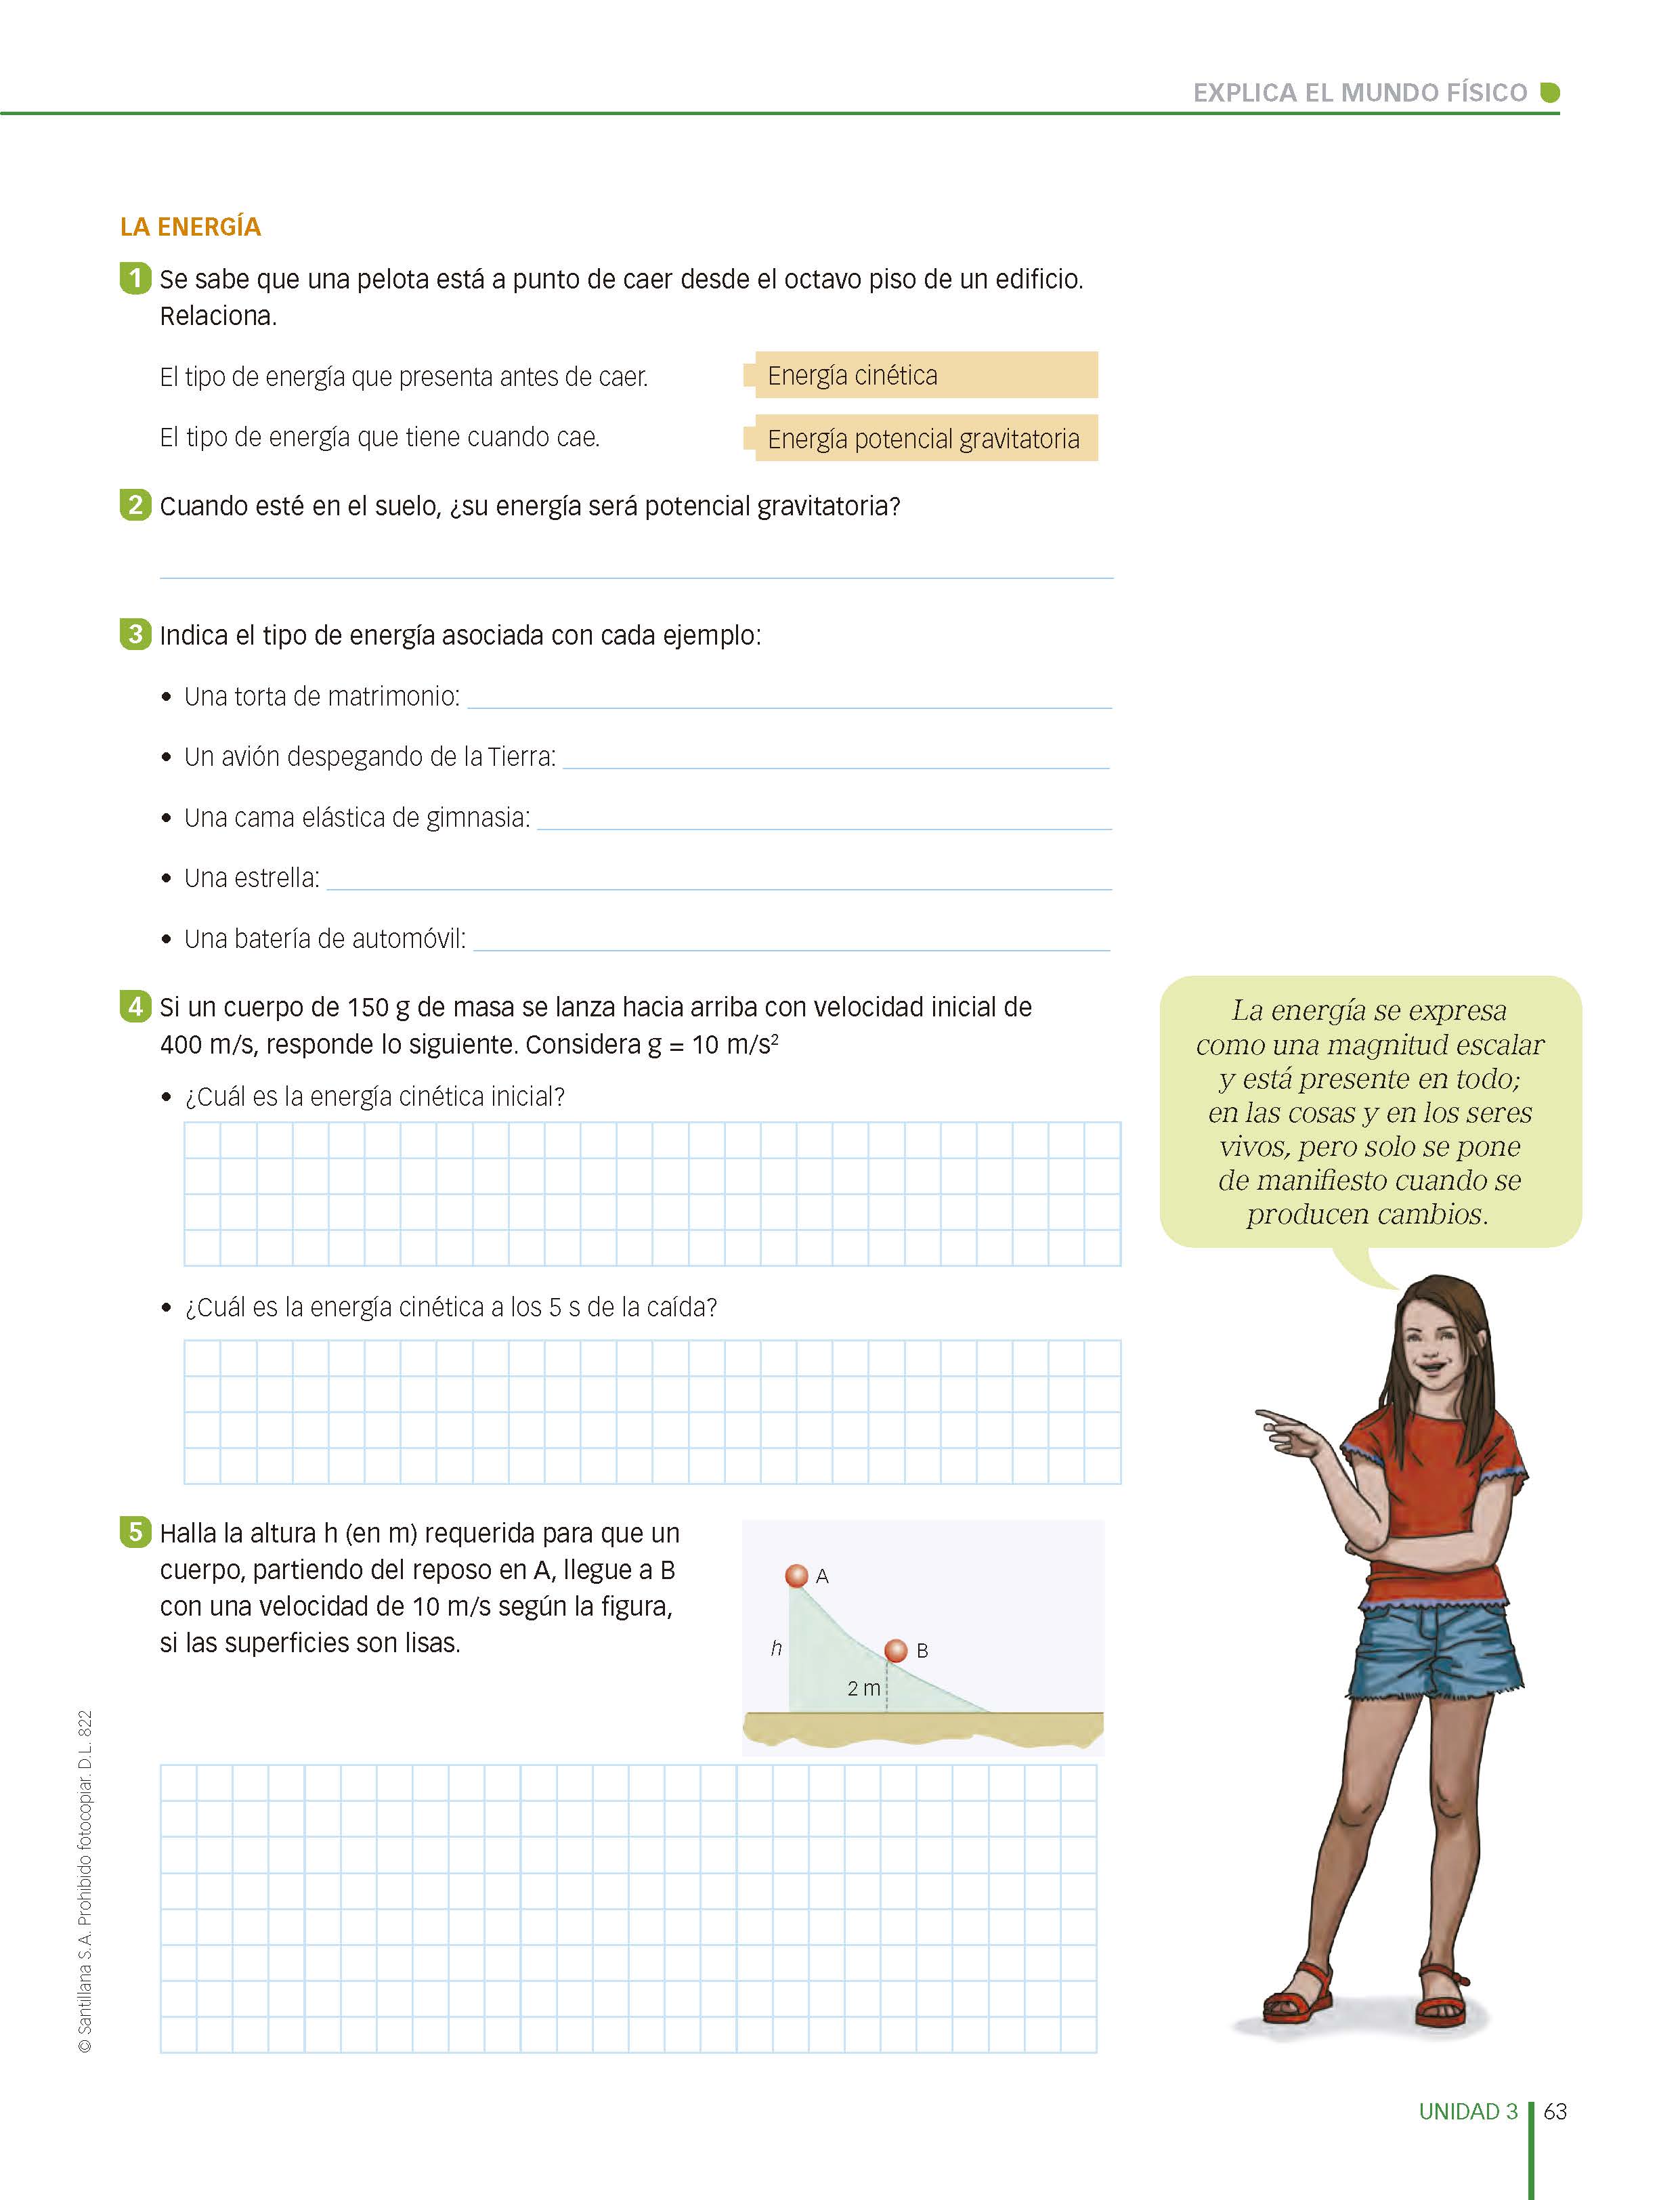 EXPLICA EL MUNDO FÍSICO
LA ENERGÍA
1 Se sabe que una pelota está a punto de caer desde el octavo piso de un edificio.
Relaciona.
El tipo de energía que presenta antes de caer.
Energía cinética
El tipo de energía que tiene cuando cae.
Energía potencial gravitatoria
2 Cuando esté en el suelo, ¿su energía será potencial gravitatoria?
3 Indica el tipo de energía asociada con cada ejemplo:
• Una torta de matrimonio:
• Un avión despegando de la Tierra:
• Una cama elástica de gimnasia:
• Una estrella:
• Una batería de automóvil:
4 Si un cuerpo de 150 g de masa se lanza hacia arriba con velocidad inicial de
400 m/s, responde lo siguiente. Considera g = 10 m/s²
• ¿Cuál es la energía cinética inicial?
• ¿Cuál es la energía cinética a los 5 s de la caída?
La energía se expresa
como una magnitud escalar
y está presente en todo;
en las cosas y en los seres
vivos, pero solo se pone
de manifiesto cuando se
producen cambios.
5 Halla la altura h (en m) requerida para que un
cuerpo, partiendo del reposo en A, llegue a B
con una velocidad de 10 m/s según la figura,
si las superficies son lisas.
A
h
B
2 m
© Santillana S.A. Prohibido fotocopiar. D.L. 822
UNIDAD 3 63